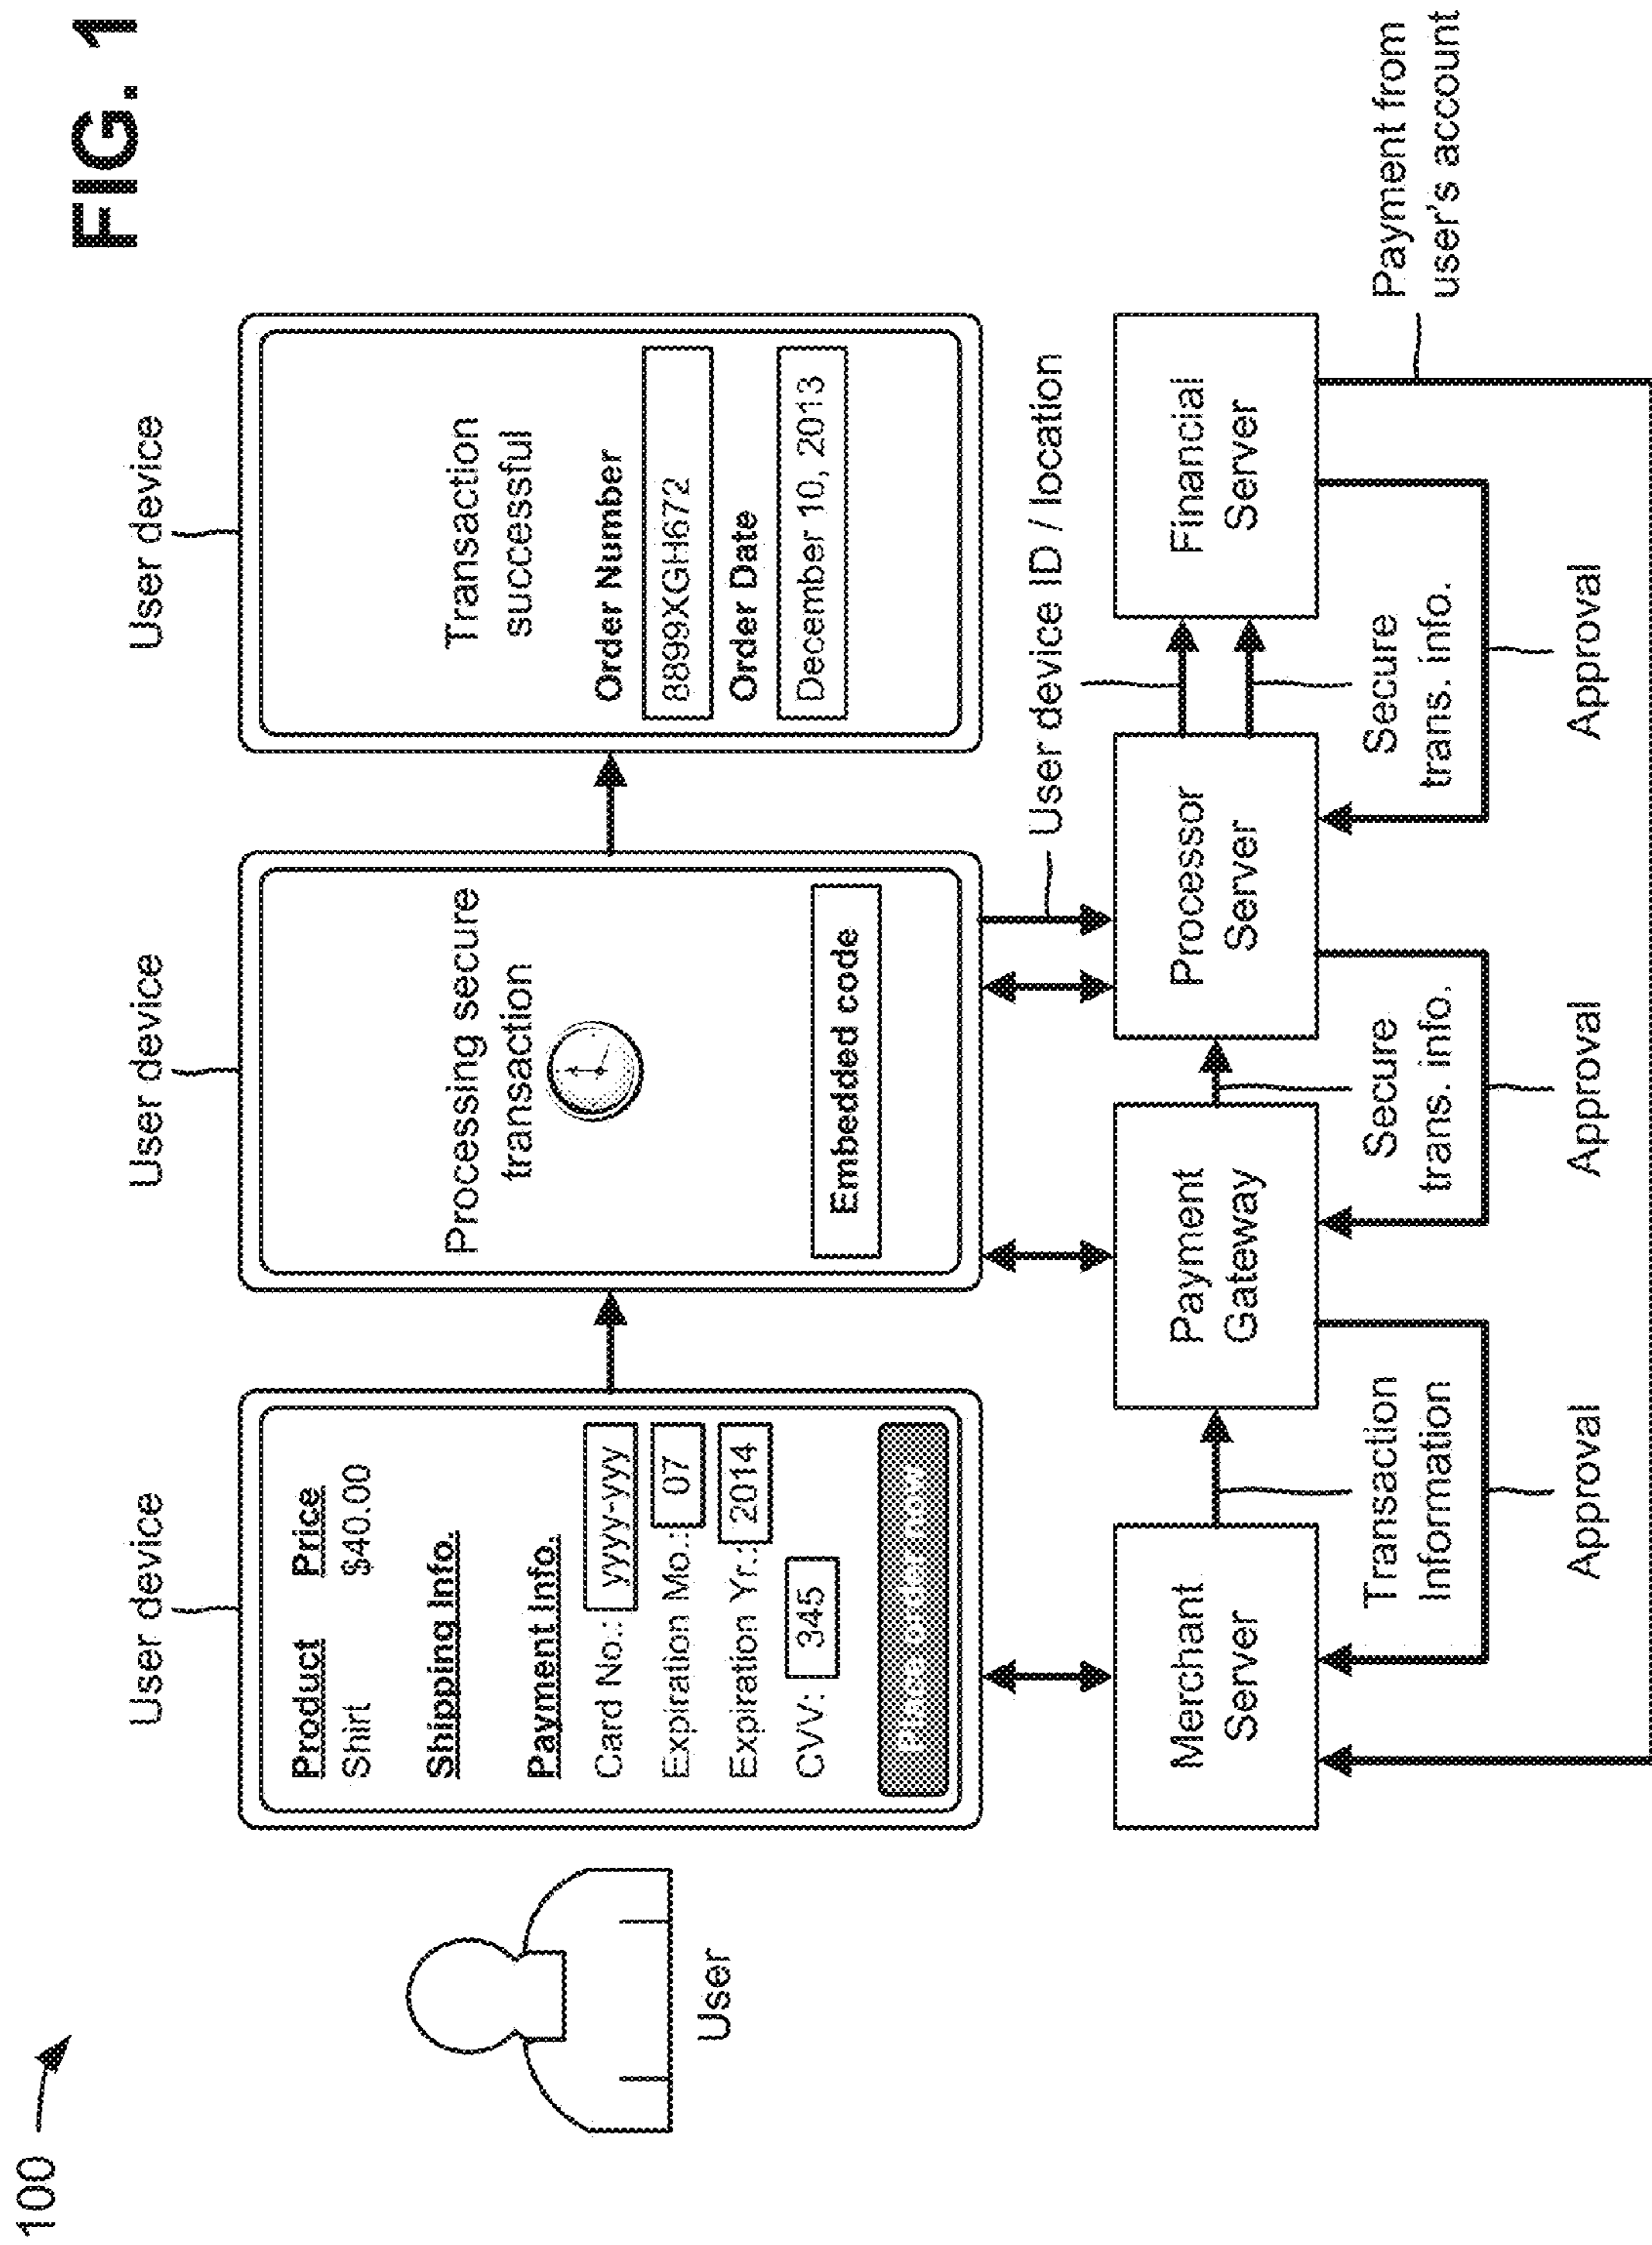 FIG. 1
100
User device
User device
User device
Product Price
Shirt $40.00
Shipping Info.
Payment Info.
Card No.: yyyy-yyy
Expiration Mo.: 07
Expiration Yr.: 2014
CVV: 345
Place order now
Processing secure
transaction
Embedded code
Transaction
successful
Order Number
8899XGH672
Order Date
December 10, 2013
User
User device ID / location
Merchant
Server
Payment
Gateway
Processor
Server
Financial
Server
Transaction
Information
Secure
trans. info.
Secure
trans. info.
Payment from
user's account
Approval
Approval
Approval